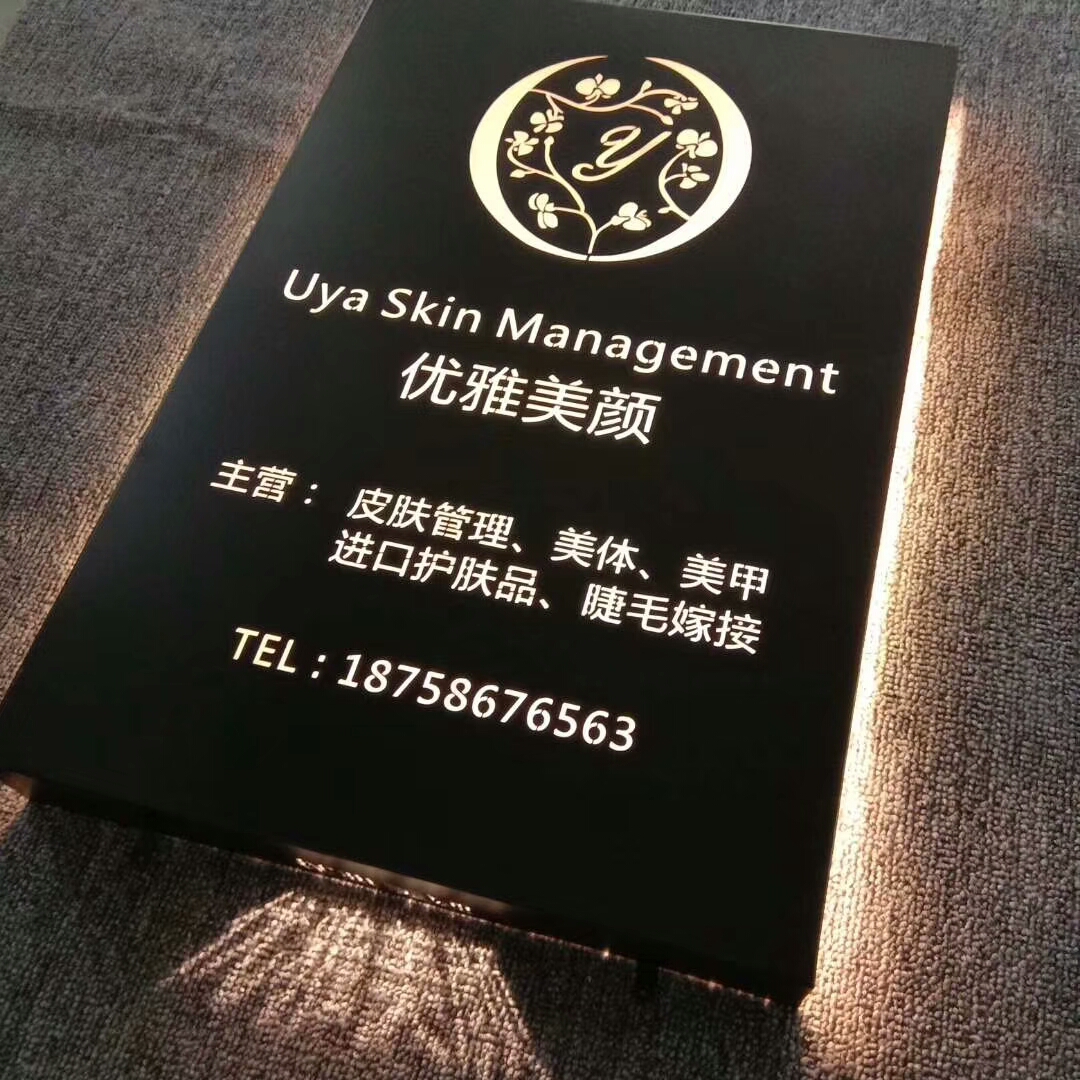 Y
Uya Skin Management
优雅美颜
主营：皮肤管理、美体、美甲
进口护肤品、睫毛嫁接
TEL：18758676563